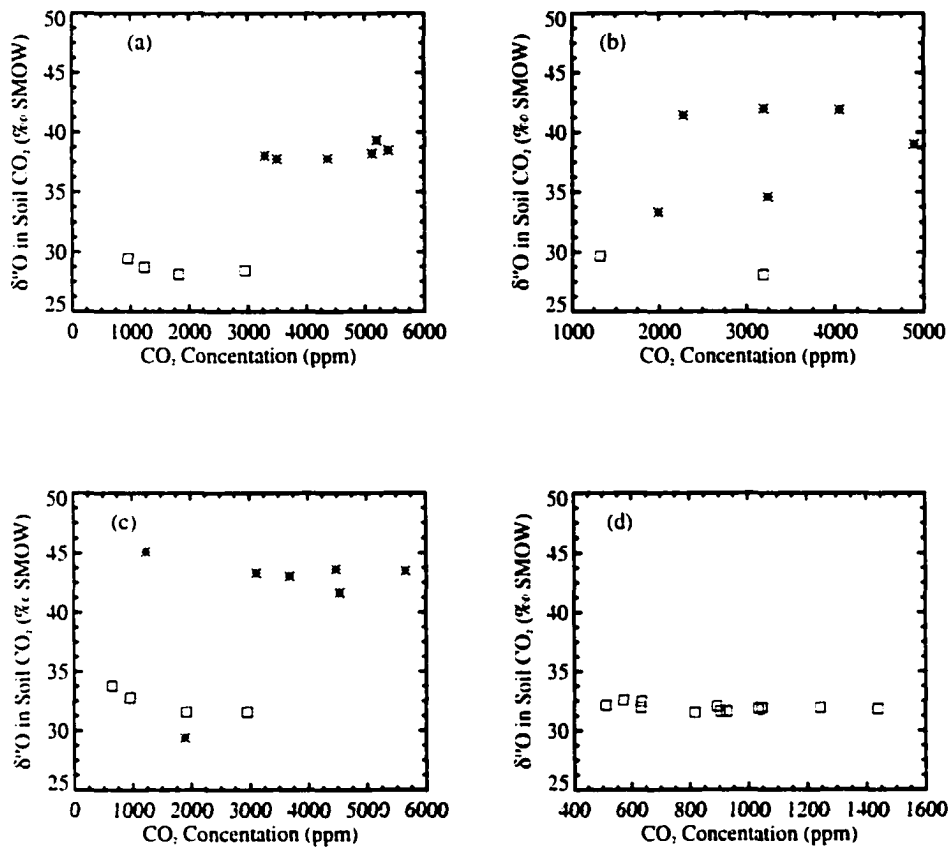 (a)
50
45
40
35
30
25
δ¹⁸O in Soil CO₂ (‰ SMOW)
0 1000 2000 3000 4000 5000 6000
CO₂ Concentation (ppm)
(b)
50
45
40
35
30
25
δ¹⁸O in Soil CO₂ (‰ SMOW)
1000 2000 3000 4000 5000
CO₂ Concentation (ppm)
(c)
50
45
40
35
30
25
δ¹⁸O in Soil CO₂ (‰ SMOW)
0 1000 2000 3000 4000 5000 6000
CO₂ Concentation (ppm)
(d)
50
45
40
35
30
25
δ¹⁸O in Soil CO₂ (‰ SMOW)
400 600 800 1000 1200 1400 1600
CO₂ Concentation (ppm)